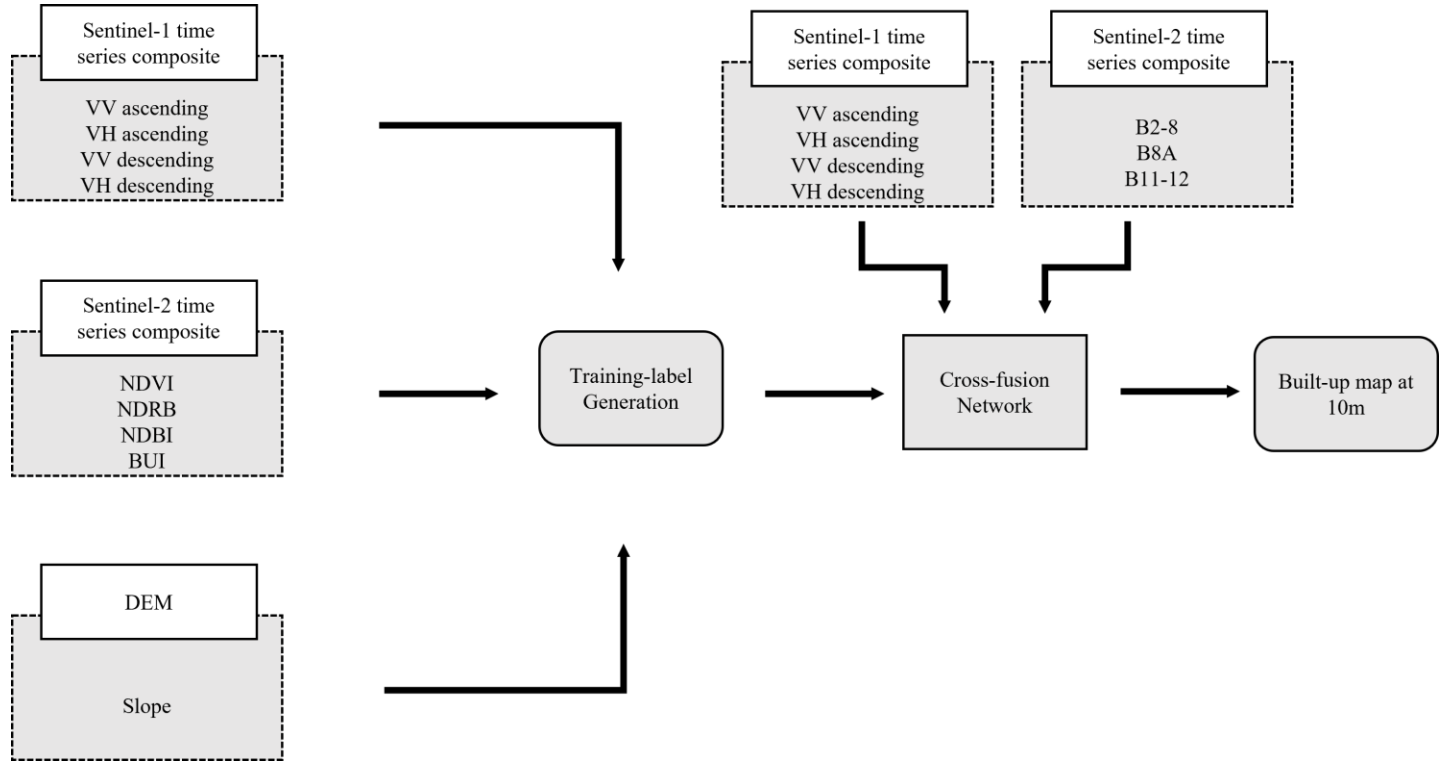 Sentinel-1 time
series composite
VV ascending
VH ascending
VV descending
VH descending
Sentinel-2 time
series composite
NDVI
NDRB
NDBI
BUI
DEM
Slope
Training-label
Generation
Sentinel-1 time
series composite
VV ascending
VH ascending
VV descending
VH descending
Sentinel-2 time
series composite
B2-8
B8A
B11-12
Cross-fusion
Network
Built-up map at
10m